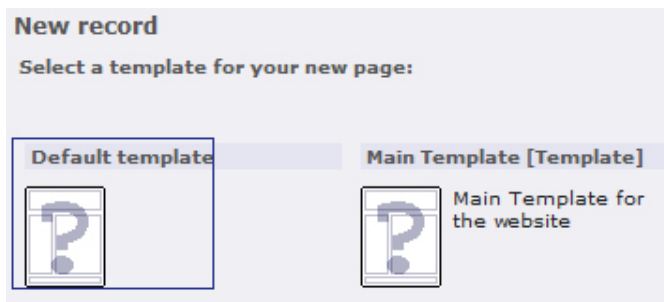 New record
Select a template for your new page:
Default template
Main Template [Template]
Main Template for
the website